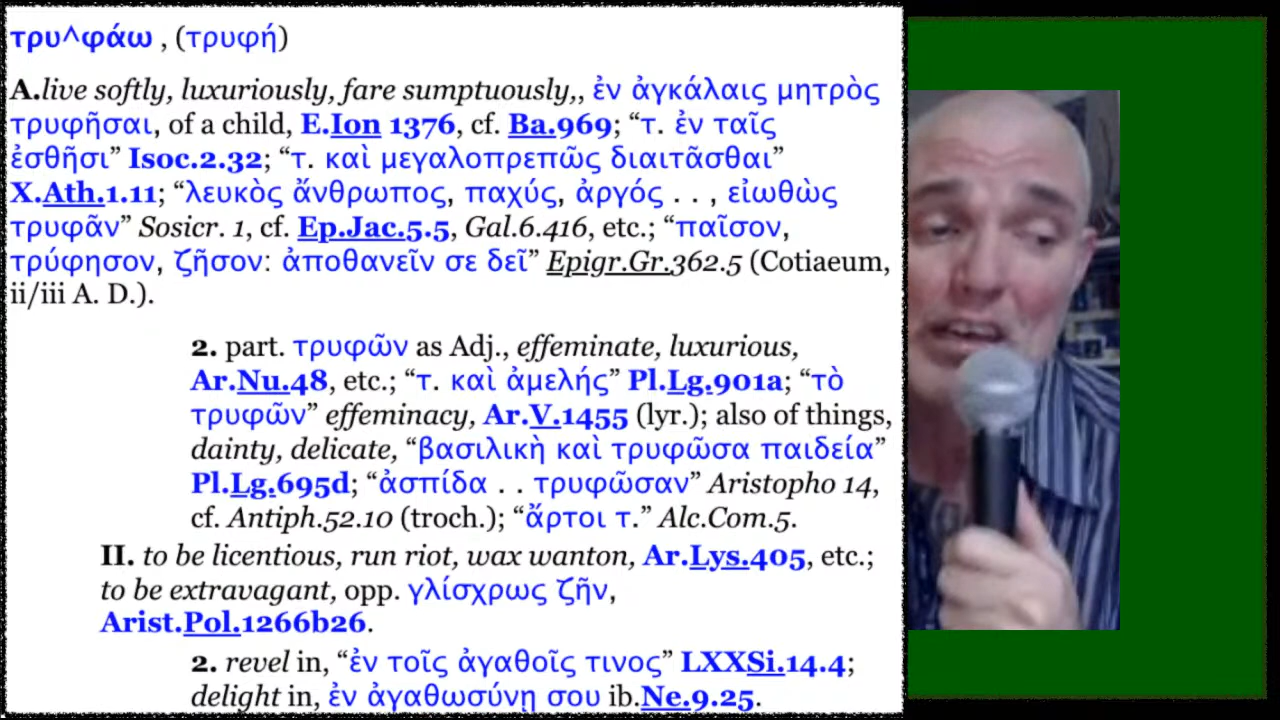 τρυ^φάω , (τρυφή)
A.live softly, luxuriously, fare sumptuously,, ἐν ἀγκάλαις μητρὸς
τρυφῆσαι, of a child, E.Ion 1376, cf. Ba.969; “τ. ἐν ταῖς
ἐσθῆσι” Isoc.2.32; “τ. καὶ μεγαλοπρεπῶς διαιτᾶσθαι”
X.Ath.1.11; “λευκὸς ἄνθρωπος, παχύς, ἀργός . . , εἰωθὼς
τρυφᾶν” Sosicr. 1, cf. Ep.Jac.5.5, Gal.6.416, etc.; “παῖσον,
τρύφησον, ζῆσον: ἀποθανεῖν σε δεῖ” Epigr.Gr.362.5 (Cotiaeum,
ii/iii A. D.).
2. part. τρυφῶν as Adj., effeminate, luxurious,
Ar.Nu.48, etc.; “τ. καὶ ἀμελής” Pl.Lg.901a; “τὸ
τρυφῶν” effeminacy, Ar.V.1455 (lyr.); also of things,
dainty, delicate, “βασιλικὴ καὶ τρυφῶσα παιδεία”
Pl.Lg.695d; “ἀσπίδα . . τρυφῶσαν” Aristopho 14,
cf. Antiph.52.10 (troch.); “ἄρτοι τ.” Alc.Com.5.
II. to be licentious, run riot, wax wanton, Ar.Lys.405, etc.;
to be extravagant, opp. γλίσχρως ζῆν,
Arist.Pol.1266b26.
2. revel in, “ἐν τοῖς ἀγαθοῖς τινος” LXXSi.14.4;
delight in, ἐν ἀγαθωσύνῃ σου ib.Ne.9.25.